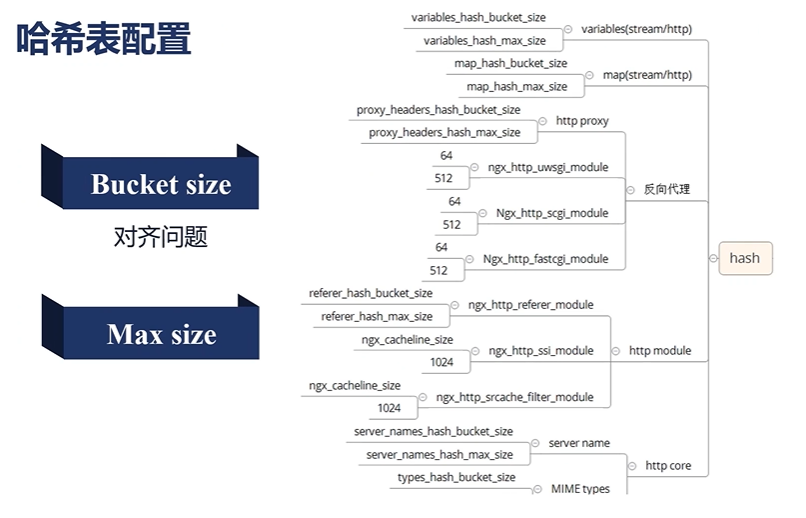 哈希表配置
Bucket size
对齐问题
Max size
variables_hash_bucket_size
variables_hash_max_size
variables(stream/http)
map_hash_bucket_size
map_hash_max_size
map(stream/http)
proxy_headers_hash_bucket_size
proxy_headers_hash_max_size
http proxy
64
512
ngx_http_uwsgi_module
64
512
Ngx_http_scgi_module
64
512
Ngx_http_fastcgi_module
反向代理
referer_hash_bucket_size
referer_hash_max_size
ngx_http_referer_module
ngx_cacheline_size
1024
ngx_http_ssi_module
ngx_cacheline_size
1024
ngx_http_srcache_filter_module
http module
server_names_hash_bucket_size
server_names_hash_max_size
server name
types_hash_bucket_size
MIME types
http core
hash